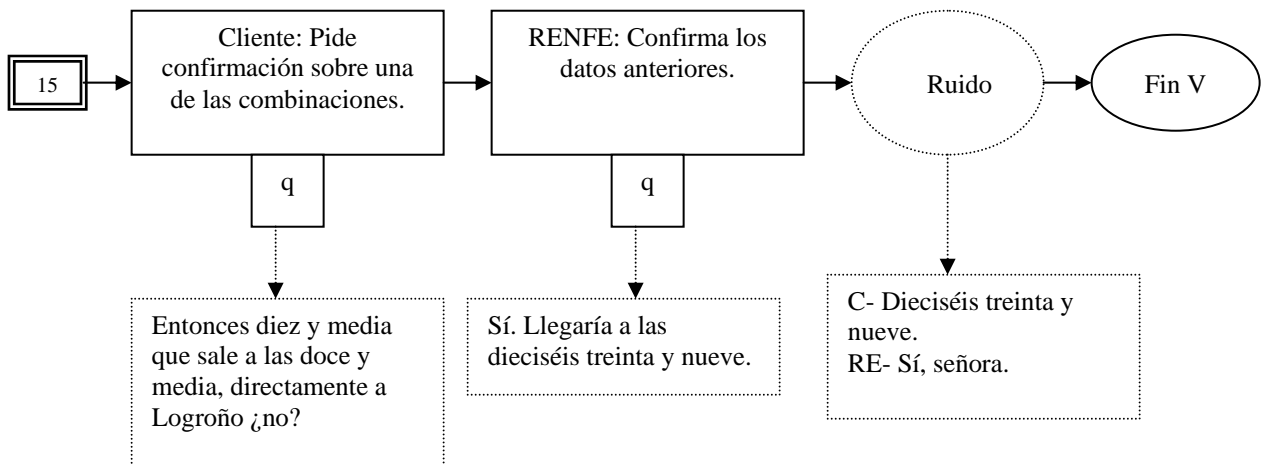 15
Cliente: Pide
confirmación sobre una
de las combinaciones.
RENFE: Confirma los
datos anteriores.
Ruido
Fin V
q
q
Entonces diez y media
que sale a las doce y
media, directamente a
Logroño ¿no?
Sí. Llegaría a las
dieciséis treinta y nueve.
C- Dieciséis treinta y
nueve.
RE- Sí, señora.